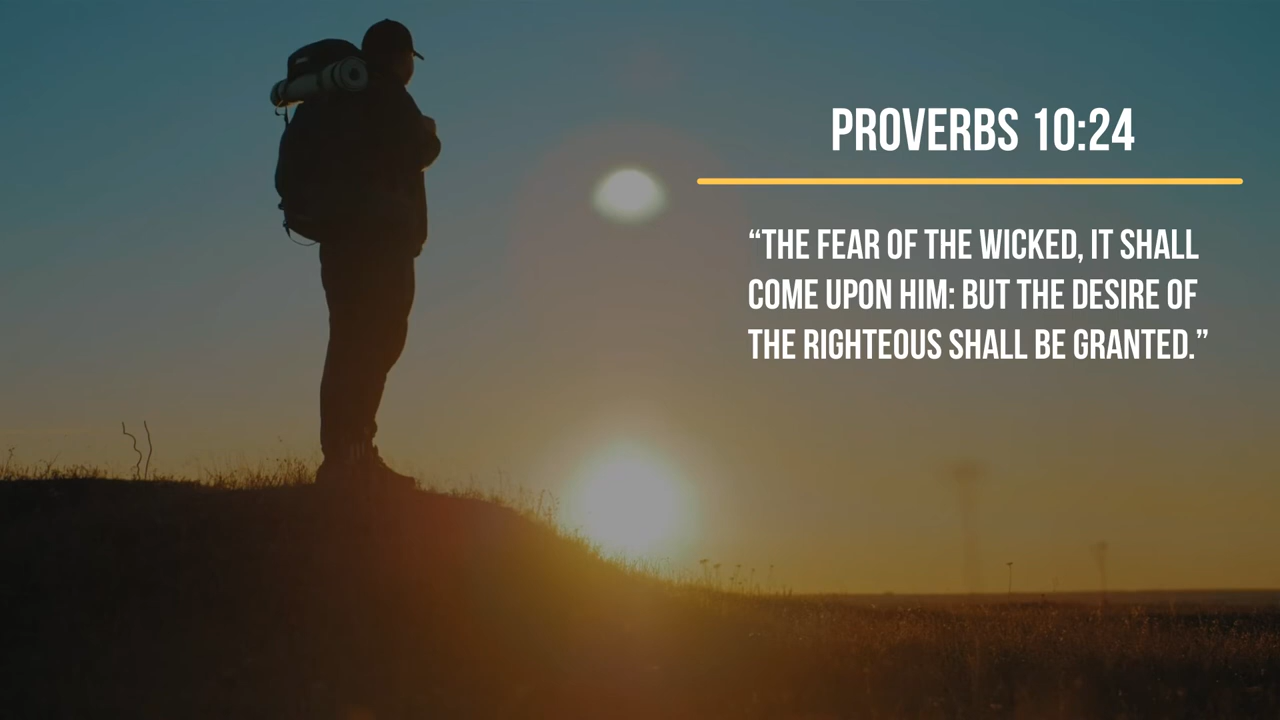 PROVERBS 10:24
“THE FEAR OF THE WICKED, IT SHALL
COME UPON HIM: BUT THE DESIRE OF
THE RIGHTEOUS SHALL BE GRANTED.”